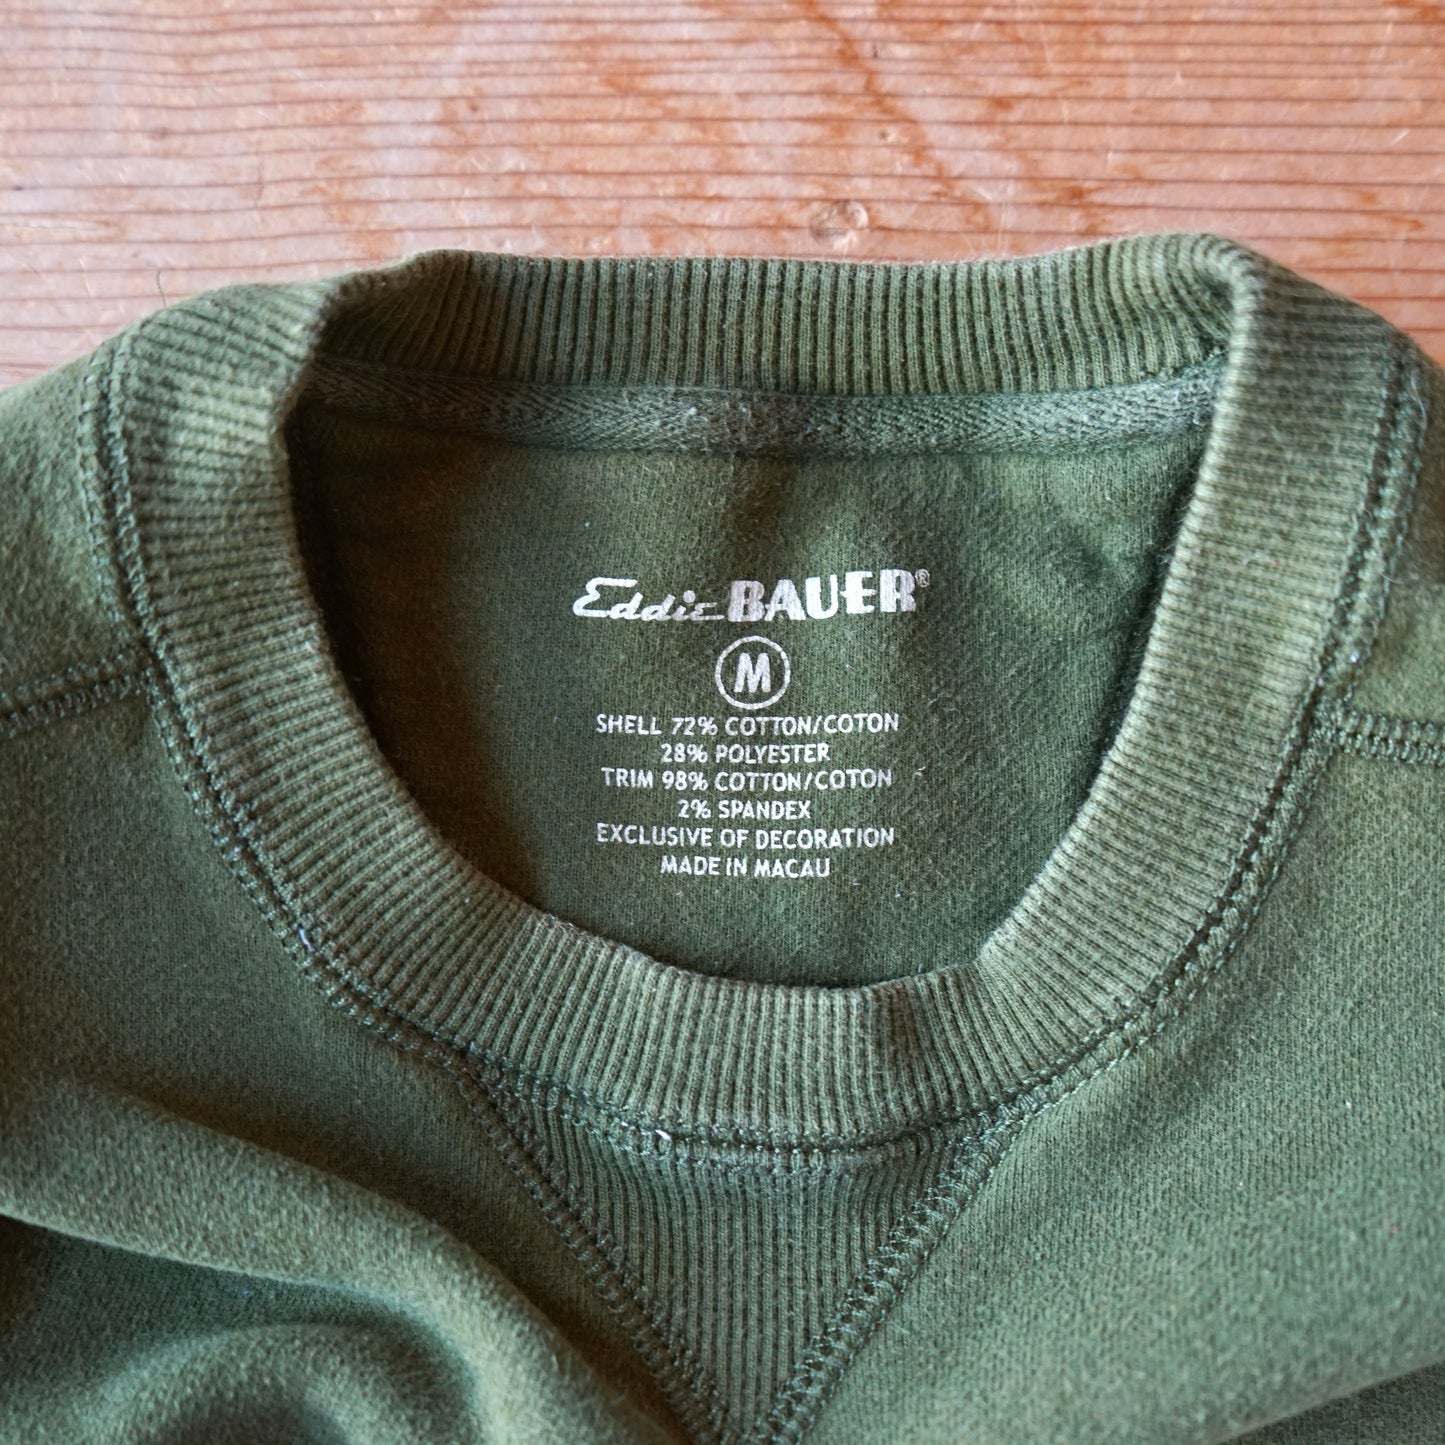 Eddie BAUER®
M
SHELL 72% COTTON/COTON
28% POLYESTER
TRIM 98% COTTON/COTON
2% SPANDEX
EXCLUSIVE OF DECORATION
MADE IN MACAU